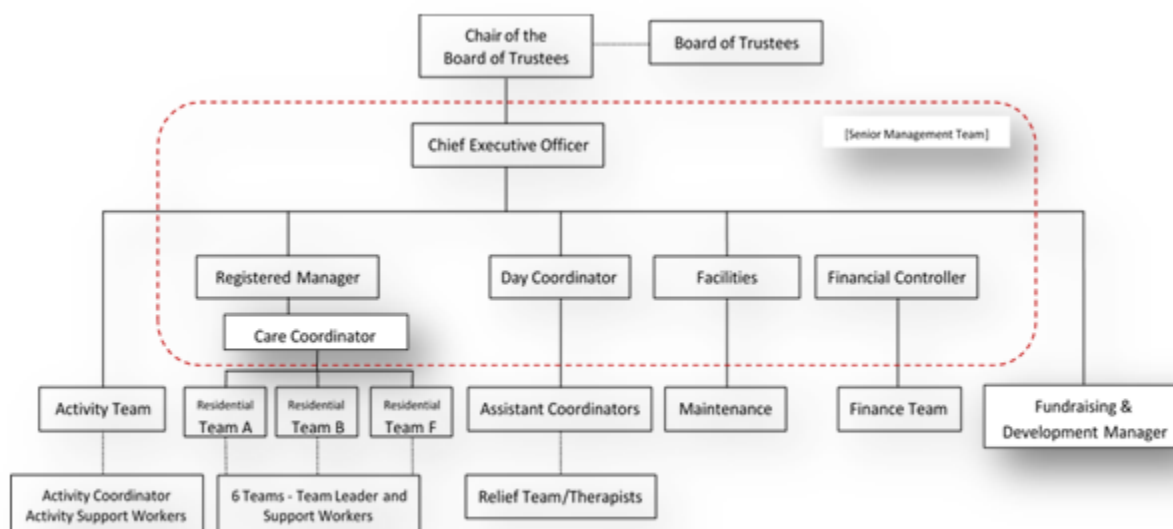 Chair of the
Board of Trustees
Board of Trustees
Chief Executive Officer
[Senior Management Team]
Registered Manager
Day Coordinator
Facilities
Financial Controller
Care Coordinator
Activity Team
Residential
Team A
Residential
Team B
Residential
Team F
Assistant Coordinators
Maintenance
Finance Team
Fundraising &
Development Manager
Activity Coordinator
Activity Support Workers
6 Teams - Team Leader and
Support Workers
Relief Team/Therapists